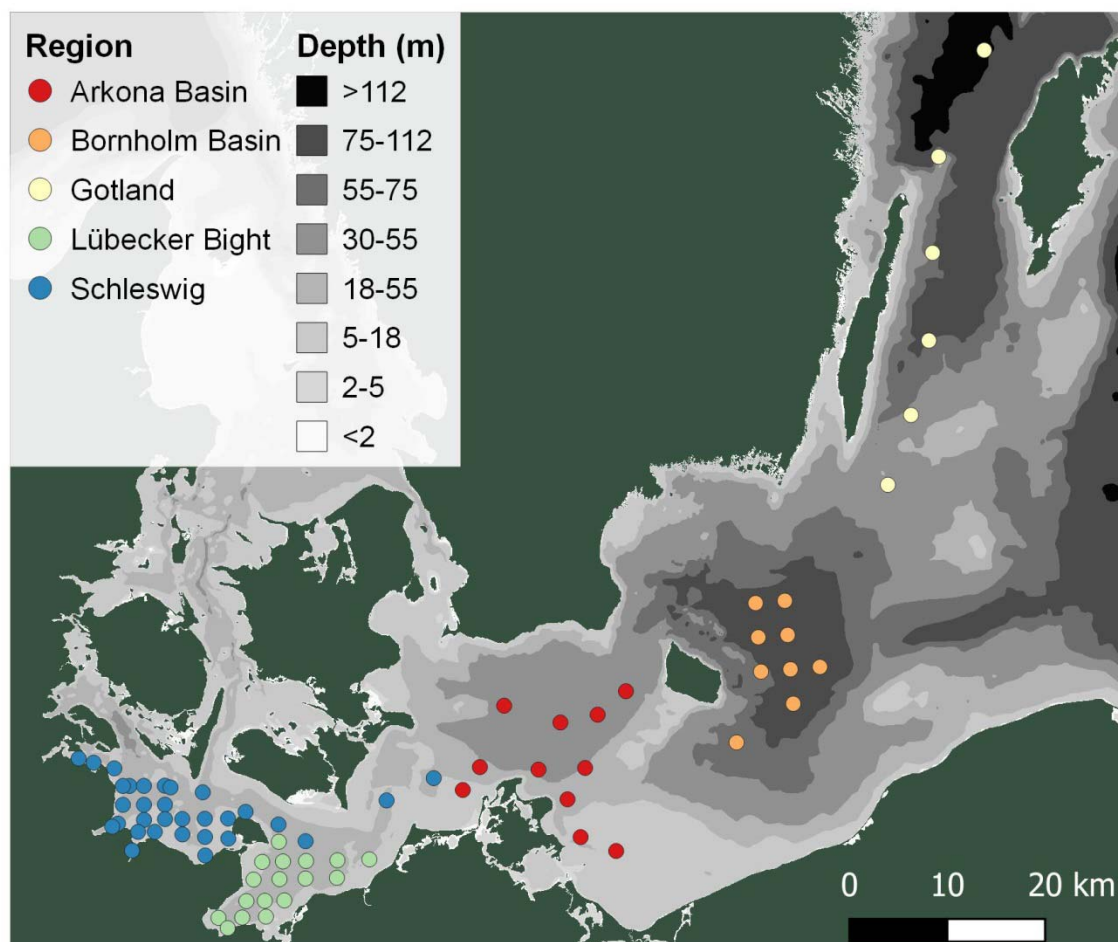 Region
Arkona Basin
Bornholm Basin
Gotland
Lübecker Bight
Schleswig
Depth (m)
>112
75-112
55-75
30-55
18-55
5-18
2-5
<2
0 10 20 km